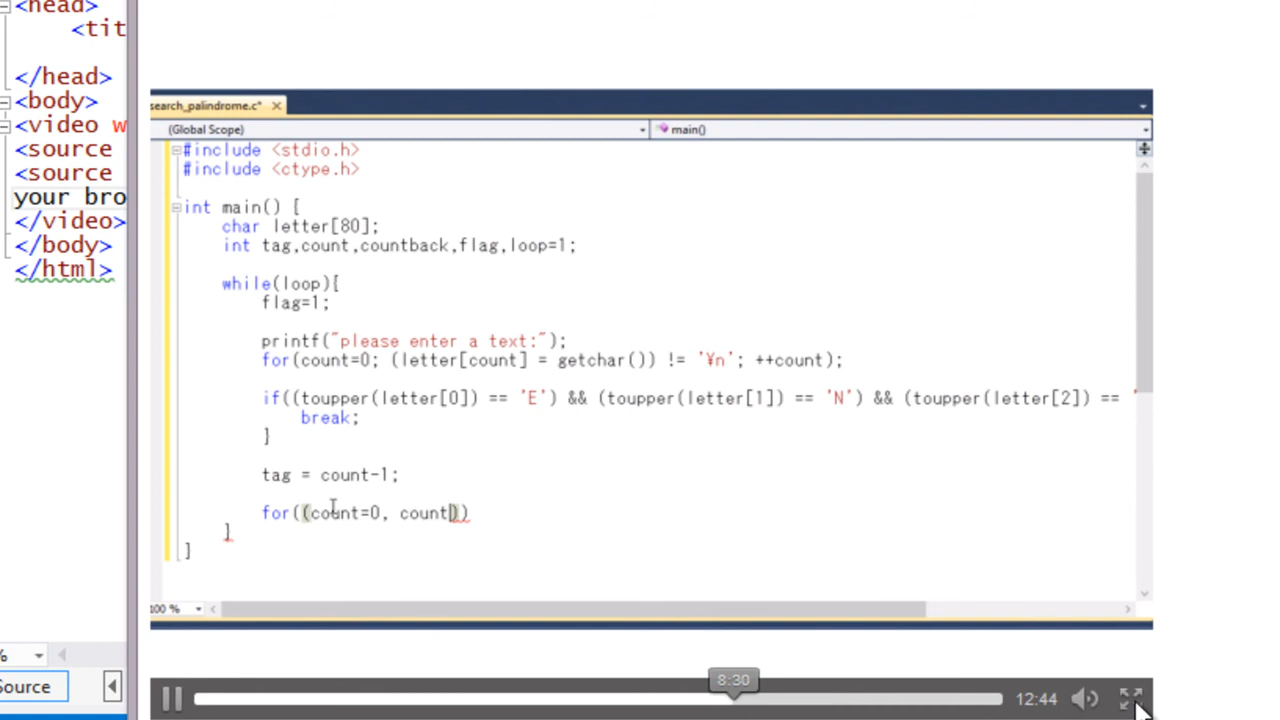 <head>
<tit
</head>
<body>
<video w
<source
<source
your bro
</video>
</body>
</html>
search_palindrome.c*
(Global Scope)
main()
#include <stdio.h>
#include <ctype.h>
int main() {
char letter[80];
int tag,count,countback,flag,loop=1;
while(loop){
flag=1;
printf("please enter a text:");
for(count=0; (letter[count] = getchar()) != '¥n'; ++count);
if((toupper(letter[0]) == 'E') && (toupper(letter[1]) == 'N') && (toupper(letter[2]) == '
break;
}
tag = count-1;
for((count=0, count))
}
}
100 %
%
Source
8:30
12:44